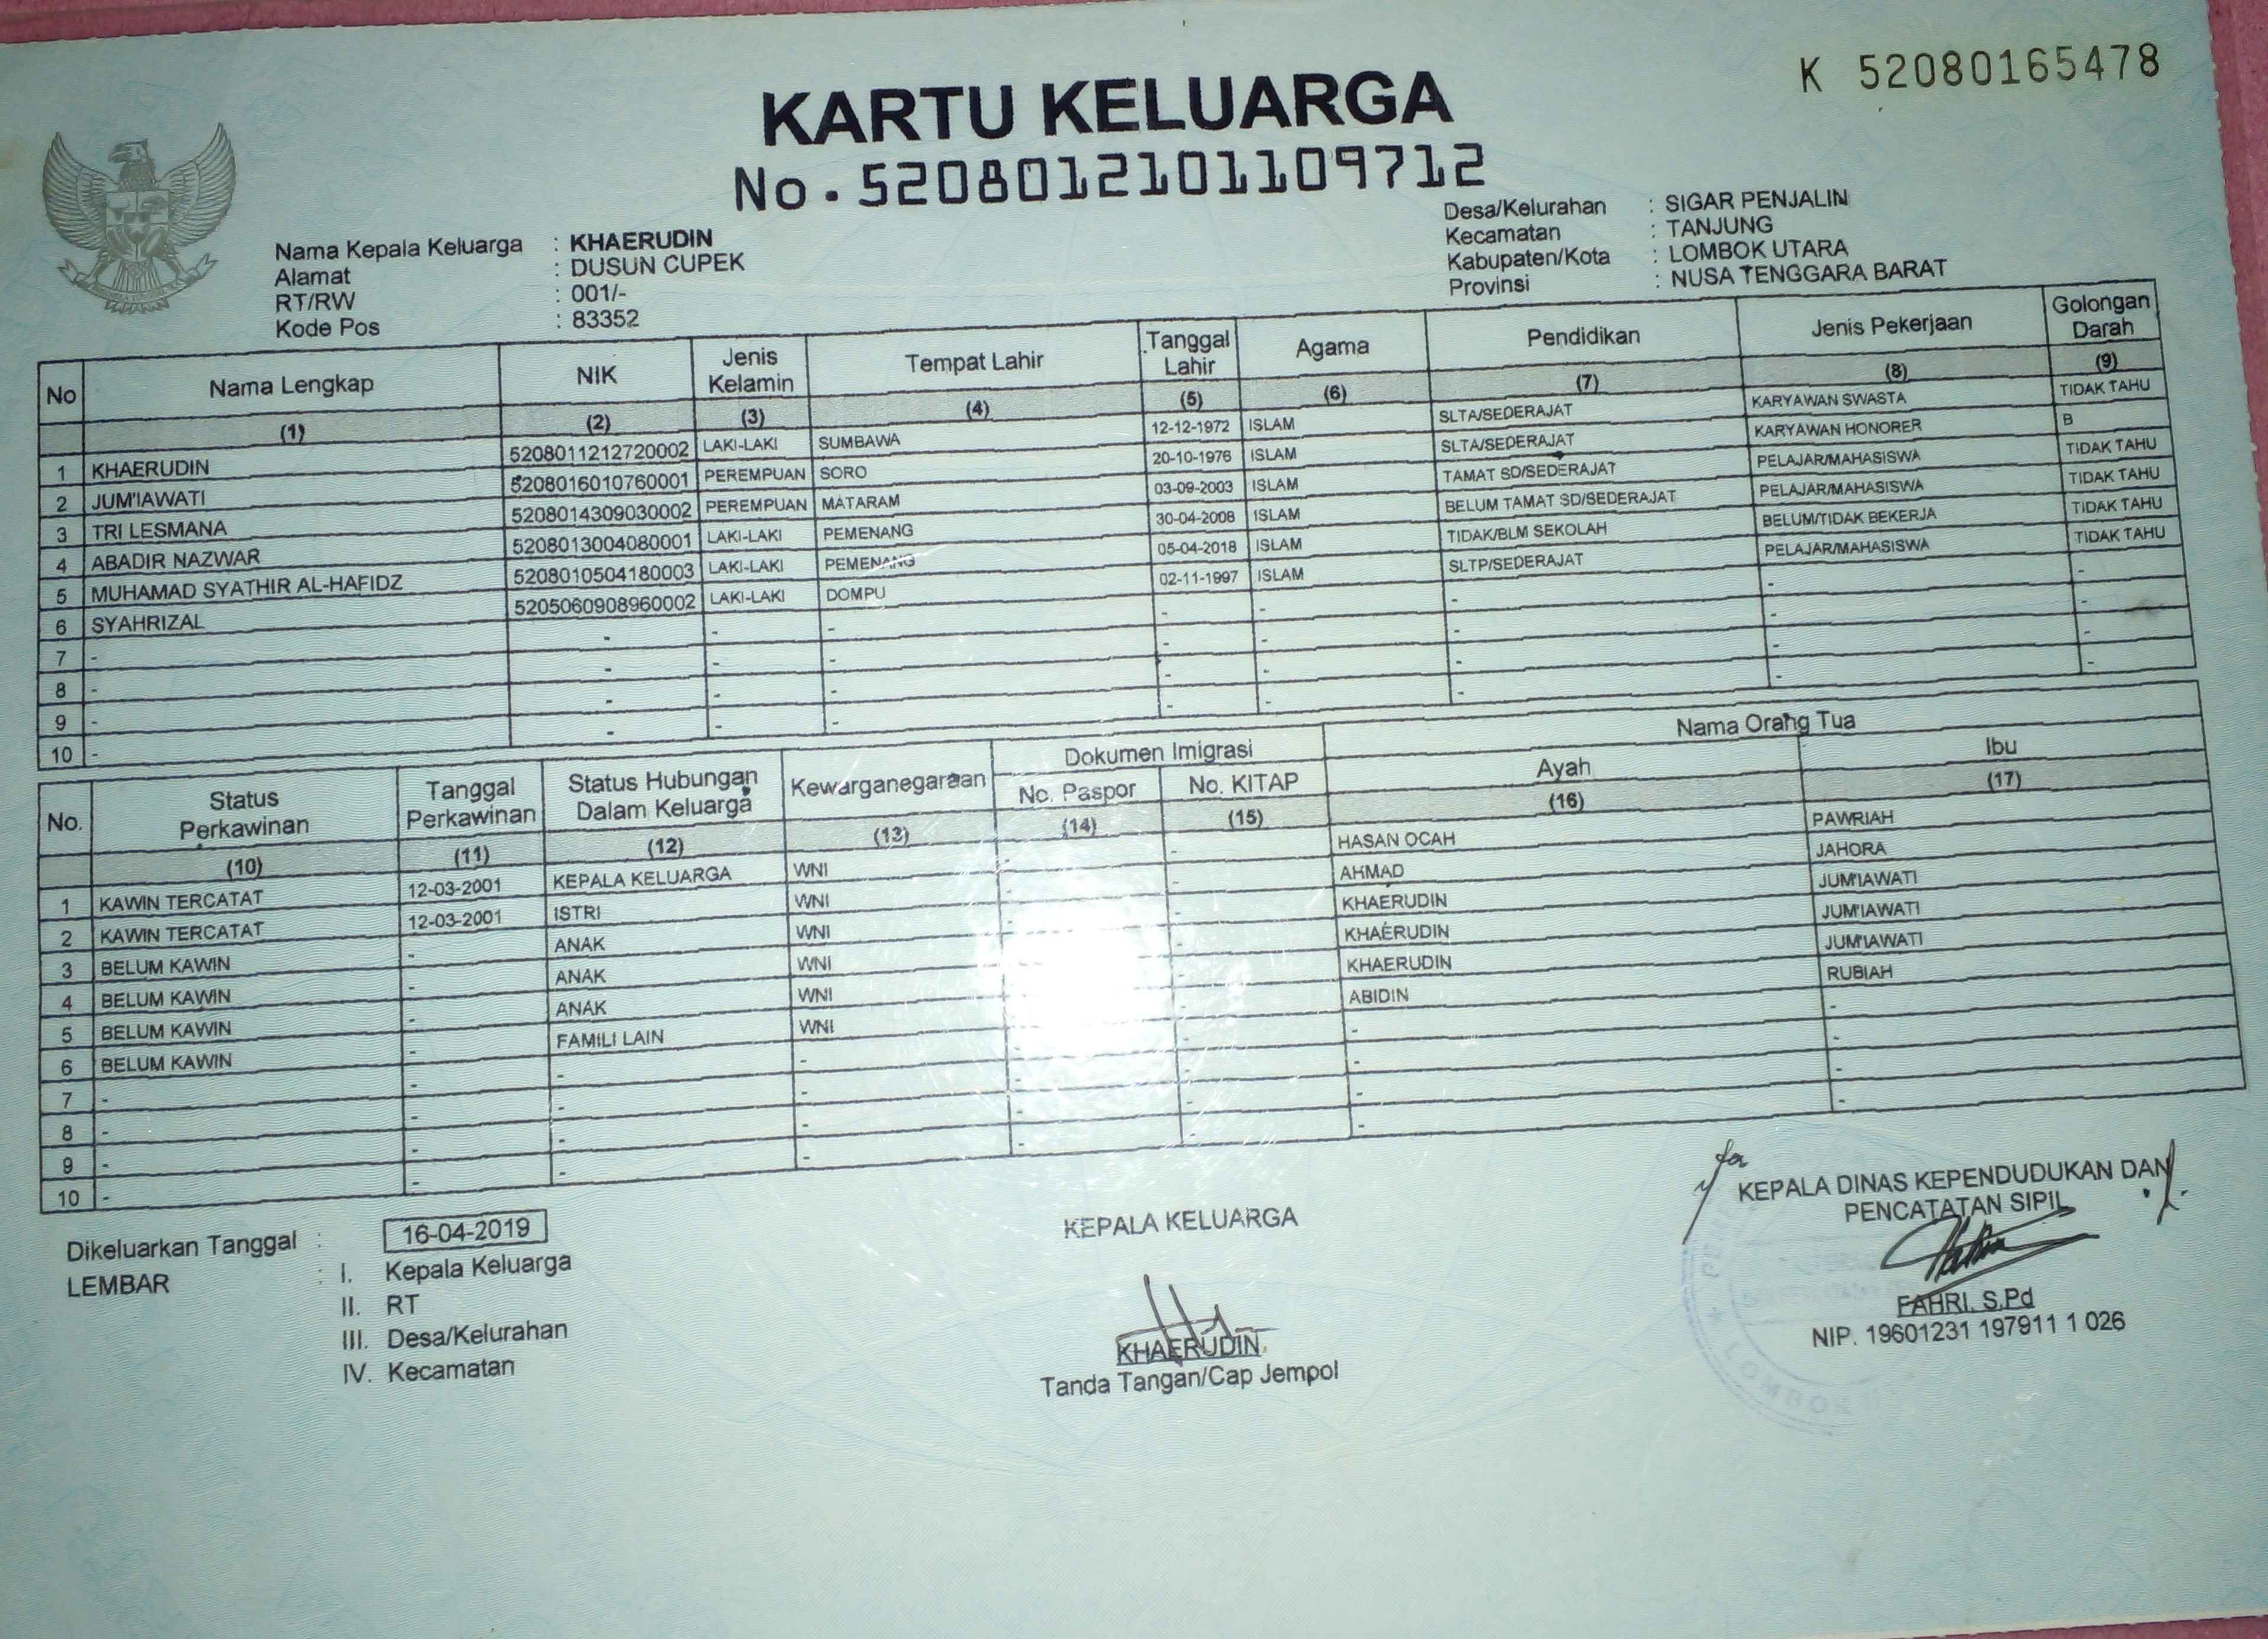 K 52080165478
KARTU KELUARGA
No.5208012101109712
Nama Kepala Keluarga : KHAERUDIN
Alamat : DUSUN CUPEK
RT/RW : 001/-
Kode Pos : 83352
Desa/Kelurahan : SIGAR PENJALIN
Kecamatan : TANJUNG
Kabupaten/Kota : LOMBOK UTARA
Provinsi : NUSA TENGGARA BARAT
No Nama Lengkap NIK Jenis Kelamin Tempat Lahir Tanggal Lahir Agama Pendidikan Jenis Pekerjaan Golongan Darah
(1) (2) (3) (4) (5) (6) (7) (8) (9)
1 KHAERUDIN 5208011212720002 LAKI-LAKI SUMBAWA 12-12-1972 ISLAM SLTA/SEDERAJAT KARYAWAN SWASTA TIDAK TAHU
2 JUM'IAWATI 5208016010760001 PEREMPUAN SORO 20-10-1976 ISLAM SLTA/SEDERAJAT KARYAWAN HONORER B
3 TRI LESMANA 5208014309030002 PEREMPUAN MATARAM 03-09-2003 ISLAM TAMAT SD/SEDERAJAT PELAJAR/MAHASISWA TIDAK TAHU
4 ABADIR NAZWAR 5208013004080001 LAKI-LAKI PEMENANG 30-04-2008 ISLAM BELUM TAMAT SD/SEDERAJAT PELAJAR/MAHASISWA TIDAK TAHU
5 MUHAMAD SYATHIR AL-HAFIDZ 5208010504180003 LAKI-LAKI PEMENANG 05-04-2018 ISLAM TIDAK/BLM SEKOLAH BELUM/TIDAK BEKERJA TIDAK TAHU
6 SYAHRIZAL 5205060908960002 LAKI-LAKI DOMPU 02-11-1997 ISLAM SLTP/SEDERAJAT PELAJAR/MAHASISWA TIDAK TAHU
7 - - - - - - - - -
8 - - - - - - - - -
9 - - - - - - - - -
10 - - - - - - - - -
No. Status Perkawinan Tanggal Perkawinan Status Hubungan Dalam Keluarga Kewarganegaraan Dokumen Imigrasi Nama Orang Tua
No. Paspor No. KITAP Ayah Ibu
(10) (11) (12) (13) (14) (15) (16) (17)
1 KAWIN TERCATAT 12-03-2001 KEPALA KELUARGA WNI - - HASAN OCAH PAWRIAH
2 KAWIN TERCATAT 12-03-2001 ISTRI WNI - - AHMAD JAHORA
3 BELUM KAWIN - ANAK WNI - - KHAERUDIN JUM'IAWATI
4 BELUM KAWIN - ANAK WNI - - KHAERUDIN JUM'IAWATI
5 BELUM KAWIN - ANAK WNI - - KHAERUDIN JUM'IAWATI
6 BELUM KAWIN - FAMILI LAIN WNI - - ABIDIN RUBIAH
7 - - - - - - - -
8 - - - - - - - -
9 - - - - - - - -
10 - - - - - - - -
Dikeluarkan Tanggal : 16-04-2019
LEMBAR : I. Kepala Keluarga
II. RT
III. Desa/Kelurahan
IV. Kecamatan
KEPALA KELUARGA
KHAERUDIN
Tanda Tangan/Cap Jempol
KEPALA DINAS KEPENDUDUKAN DAN
PENCATATAN SIPIL
FAHRI, S.Pd
NIP. 19601231 197911 1 026